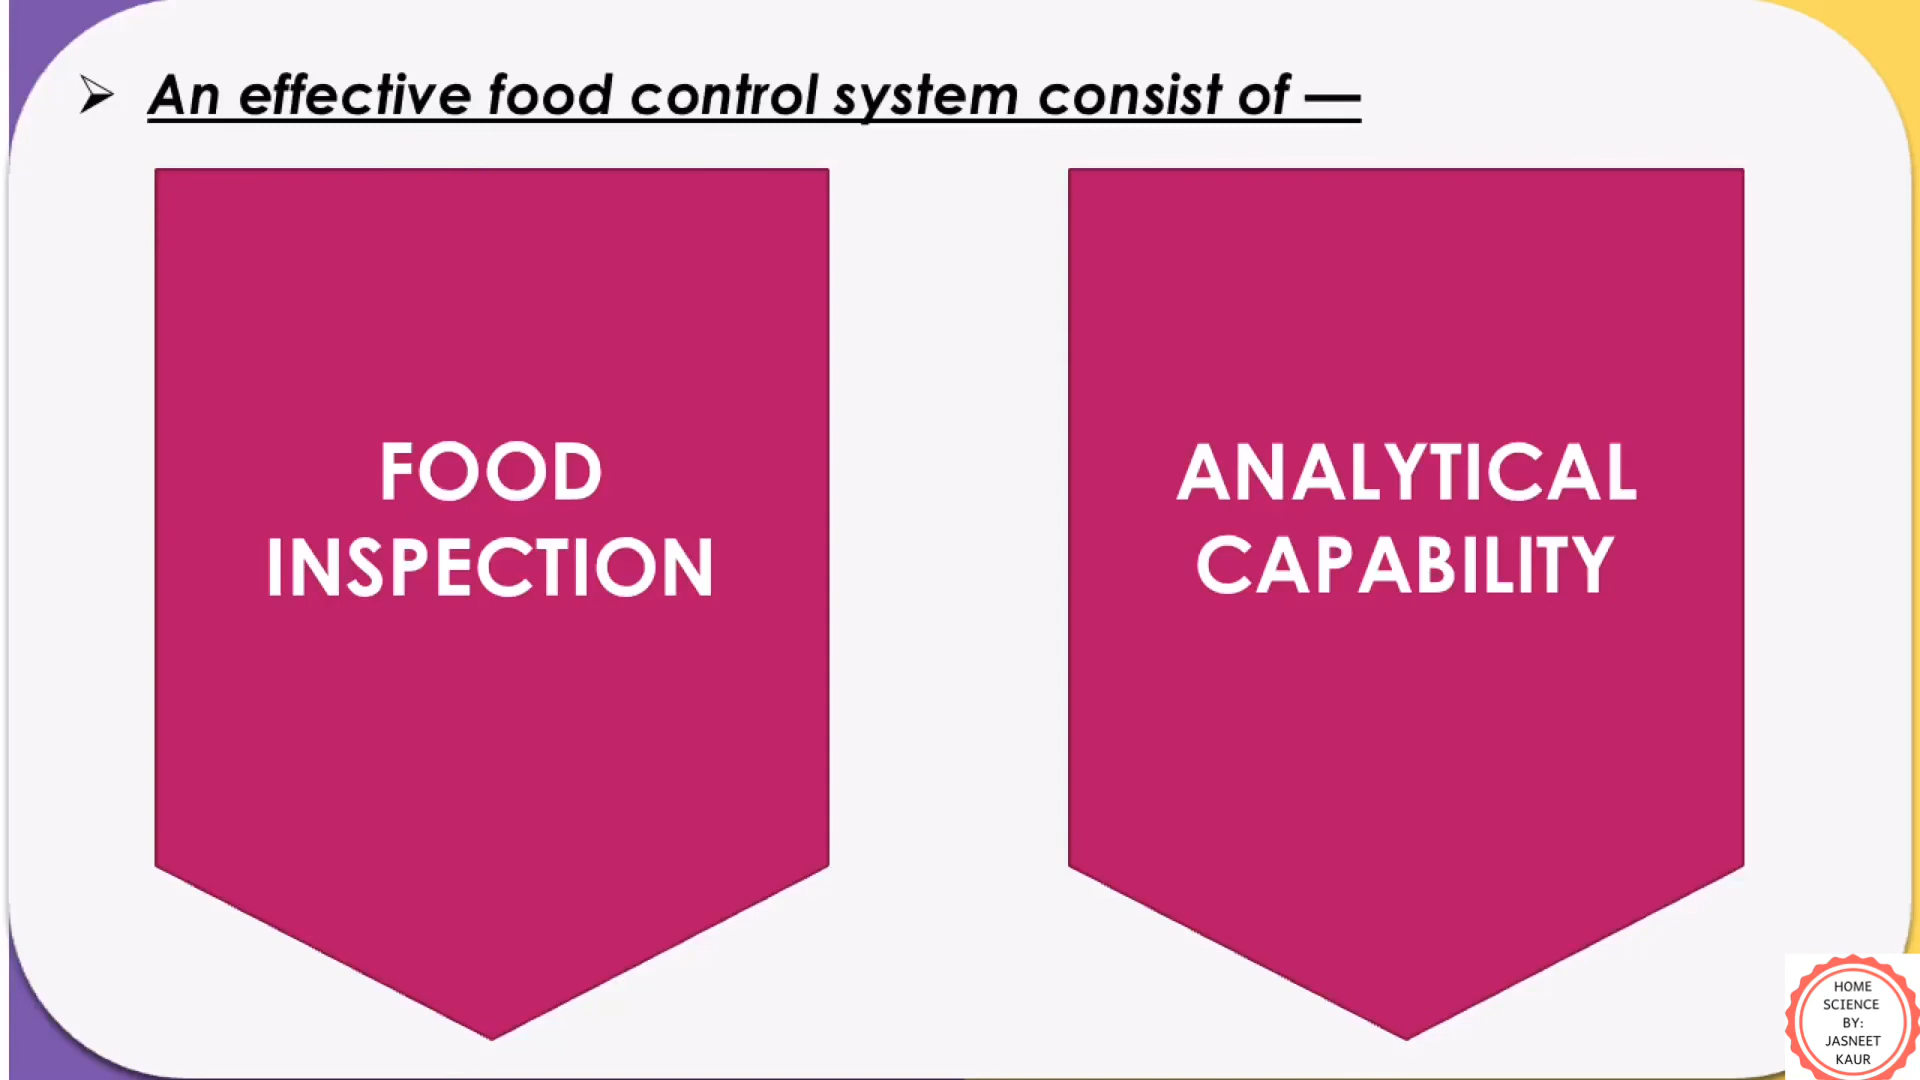 An effective food control system consist of —
FOOD
INSPECTION
ANALYTICAL
CAPABILITY
HOME
SCIENCE
BY:
JASNEET
KAUR